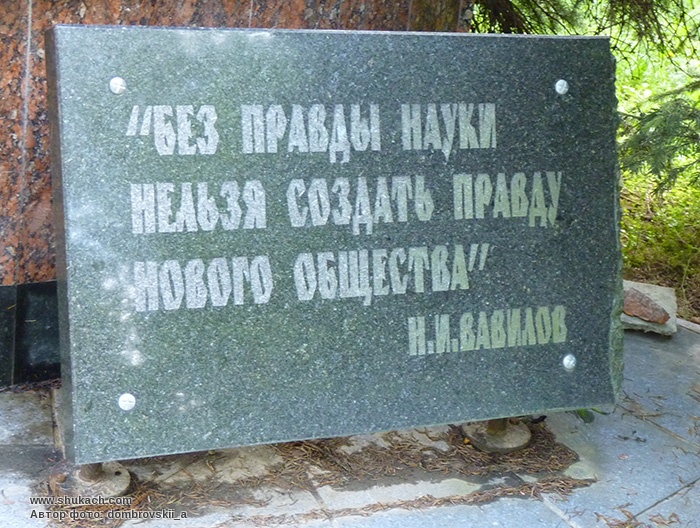 "БЕЗ ПРАВДЫ НАУКИ
НЕЛЬЗЯ СОЗДАТЬ ПРАВДУ
НОВОГО ОБЩЕСТВА"
Н.И.ВАВИЛОВ
www.shukach.com
Автор фото: dombrovskii_a